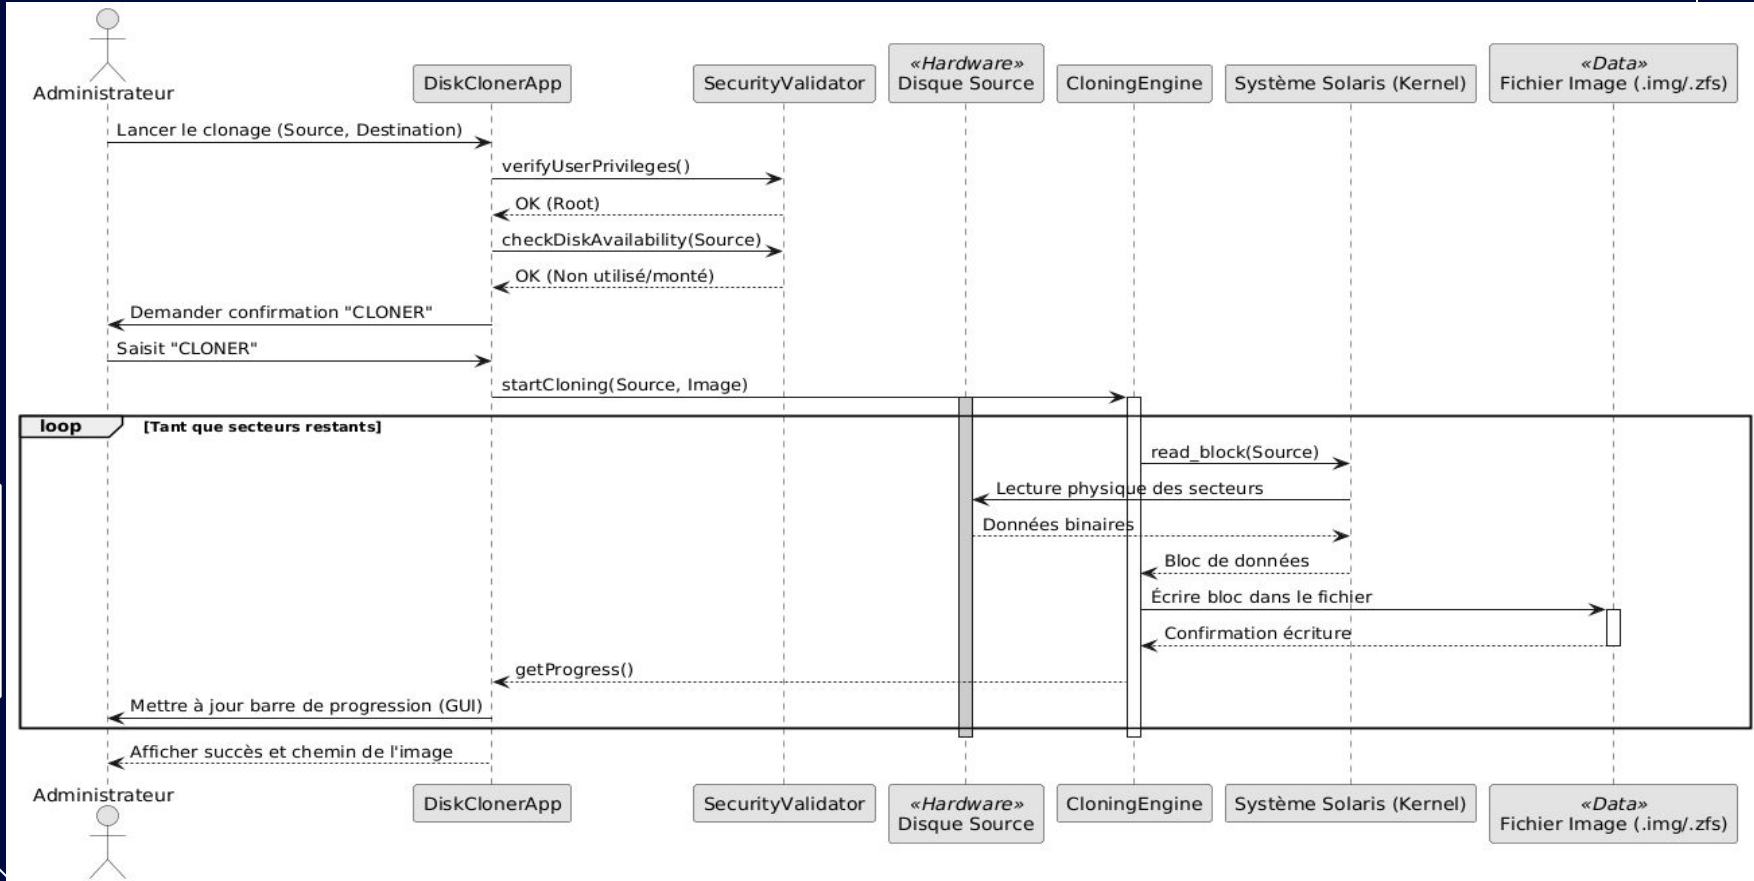 Administrateur
DiskClonerApp
SecurityValidator
«Hardware»
Disque Source
CloningEngine
Système Solaris (Kernel)
«Data»
Fichier Image (.img/.zfs)
Lancer le clonage (Source, Destination)
verifyUserPrivileges()
OK (Root)
checkDiskAvailability(Source)
OK (Non utilisé/monté)
Demander confirmation "CLONER"
Saisit "CLONER"
startCloning(Source, Image)
loop
[Tant que secteurs restants]
read_block(Source)
Lecture physique des secteurs
Données binaires
Bloc de données
Écrire bloc dans le fichier
Confirmation écriture
getProgress()
Mettre à jour barre de progression (GUI)
Afficher succès et chemin de l'image
Administrateur
DiskClonerApp
SecurityValidator
«Hardware»
Disque Source
CloningEngine
Système Solaris (Kernel)
«Data»
Fichier Image (.img/.zfs)